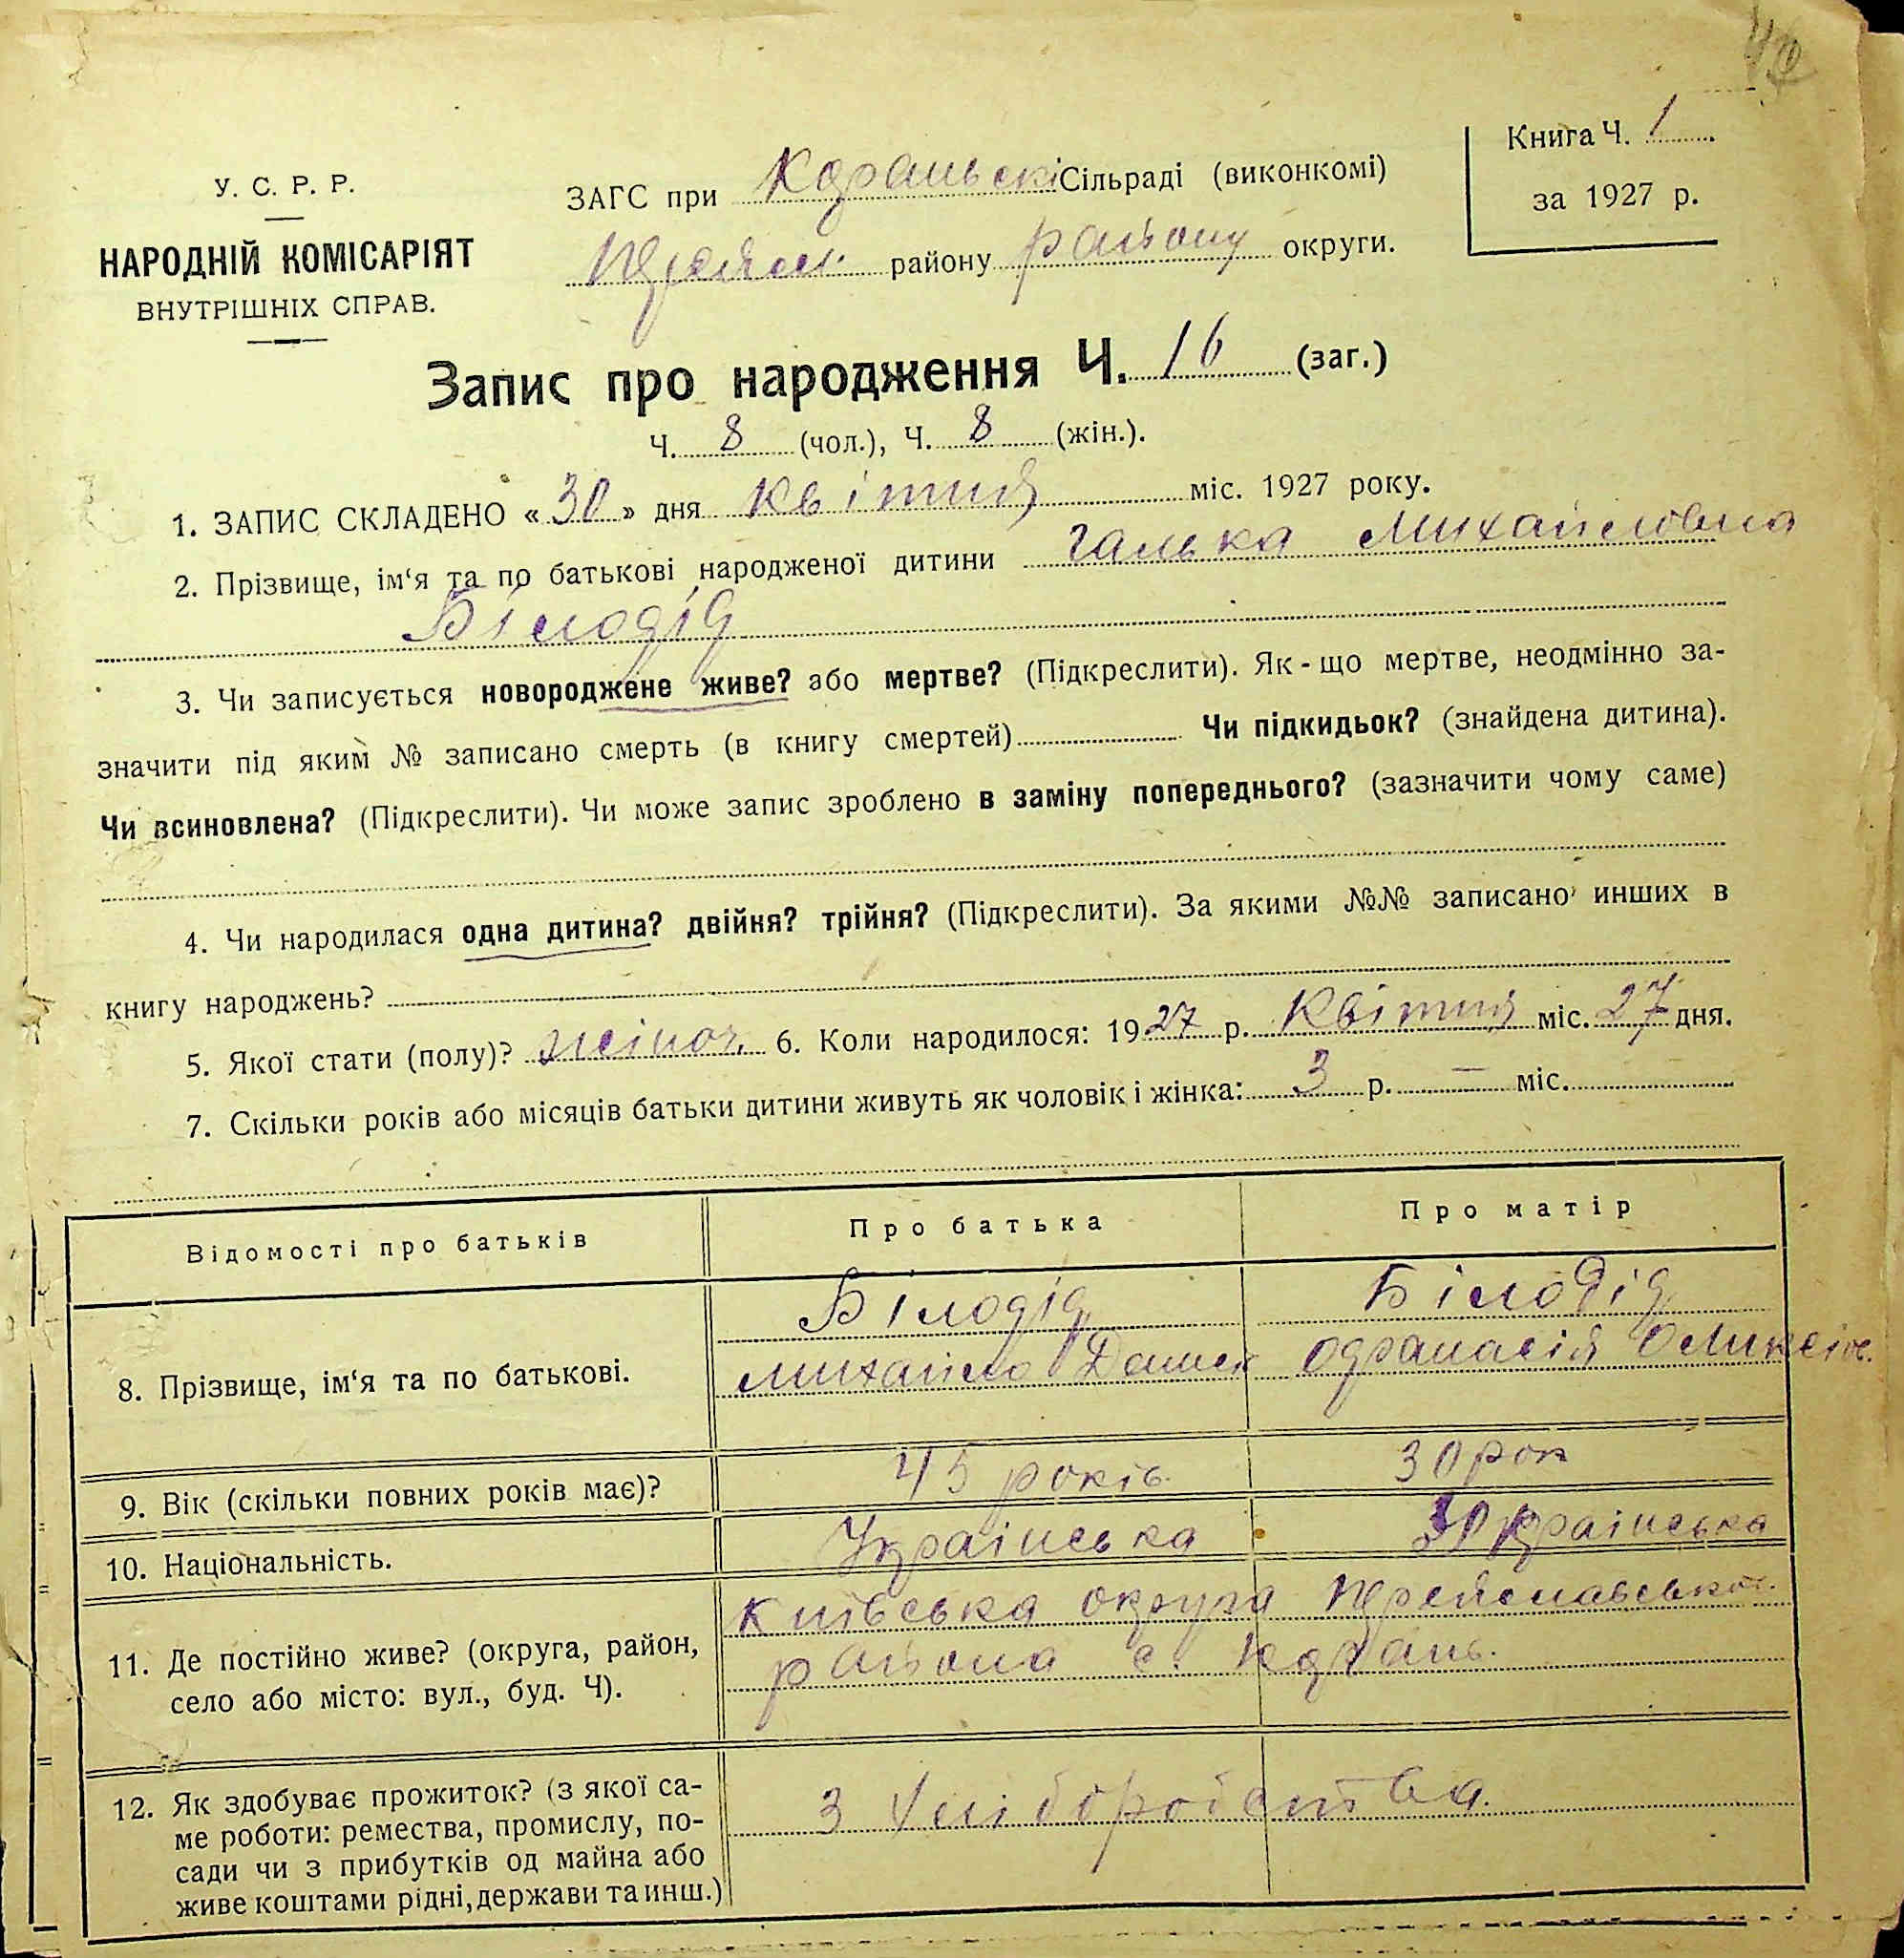 У. С. Р. Р.
НАРОДНІЙ КОМІСАРІЯТ
ВНУТРІШНІХ СПРАВ.
ЗАГС при Каранські Сільраді (виконкомі)
району району округи.
Книга Ч. 1
за 1927 р.
Запис про народження Ч. 16 (заг.)
Ч. 8 (чол.), Ч. 8 (жін.).
1. ЗАПИС СКЛАДЕНО «30» дня квітня міс. 1927 року.
2. Прізвище, ім‘я та по батькові народженої дитини Галька Михайловна
Білодід
3. Чи записується новороджене живе? або мертве? (Підкреслити). Як-що мертве, неодмінно за-
значити під яким № записано смерть (в книгу смертей) Чи підкидьок? (знайдена дитина).
Чи всиновлена? (Підкреслити). Чи може запис зроблено в заміну попереднього? (зазначити чому саме)
4. Чи народилася одна дитина? двійня? трійня? (Підкреслити). За якими №№ записано инших в
книгу народжень?
5. Якої стати (полу)? жіноч. 6. Коли народилося: 1927 р. Квітня міс. 27 дня.
7. Скільки років або місяців батьки дитини живуть як чоловік і жінка: 3 р. — міс.
Відомості про батьків Про батька Про матір
8. Прізвище, ім‘я та по батькові.
Білодід Білодід
Михайло
9. Вік (скільки повних років має)? 45 років. 30 рок
10. Національність. Українська Українська
11. Де постійно живе? (округа, район,
село або місто: вул., буд. Ч).
Київська округа
района с. Карань.
12. Як здобуває прожиток? (з якої са-
ме роботи: ремества, промислу, по-
сади чи з прибутків од майна або
живе коштами рідні, держави та инш.)
З хліборобства.